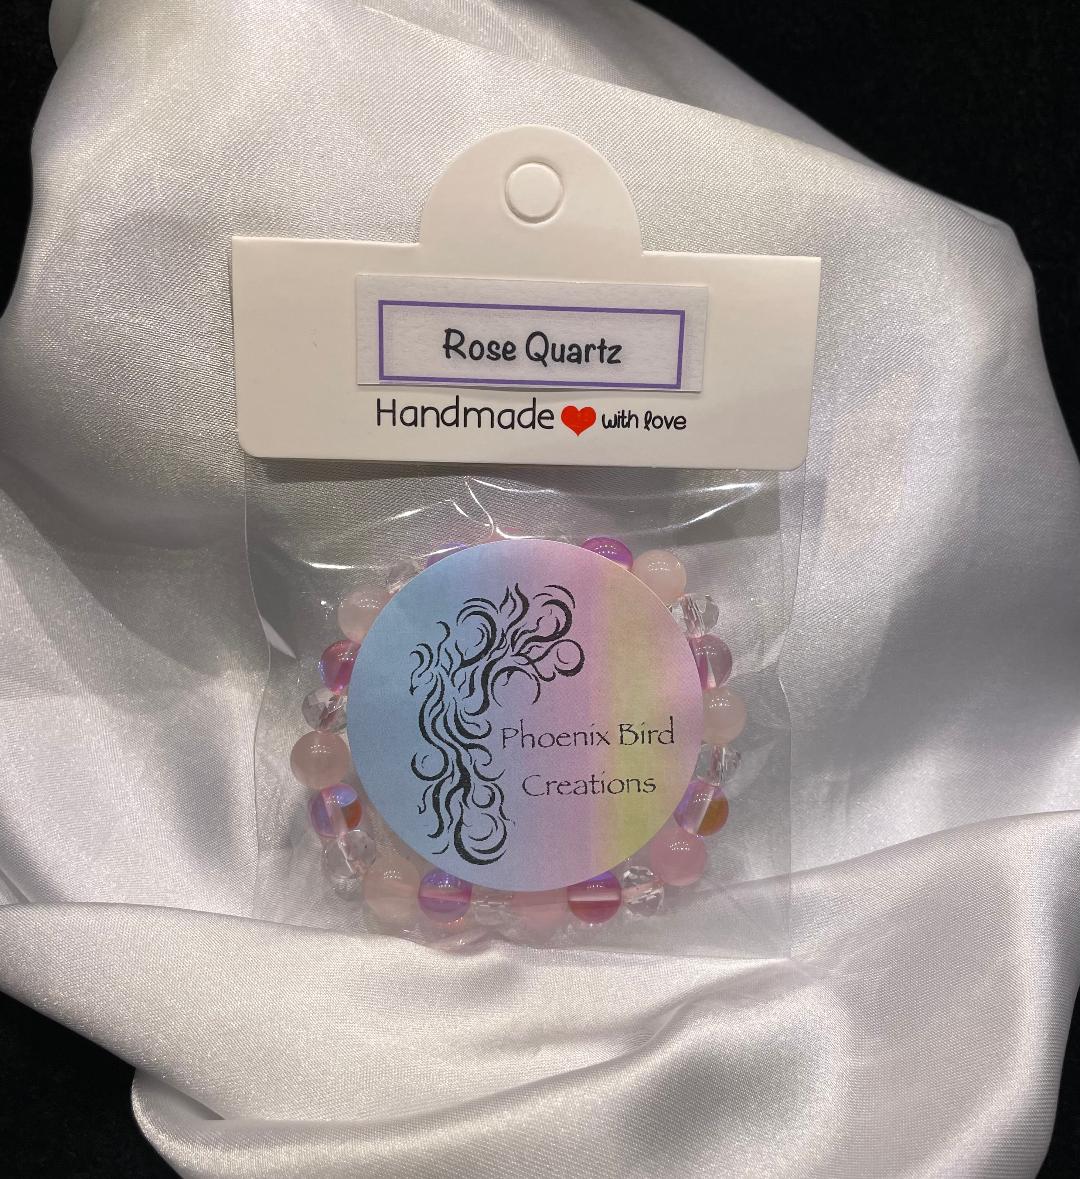 Rose Quartz
Handmade with love
Phoenix Bird
Creations